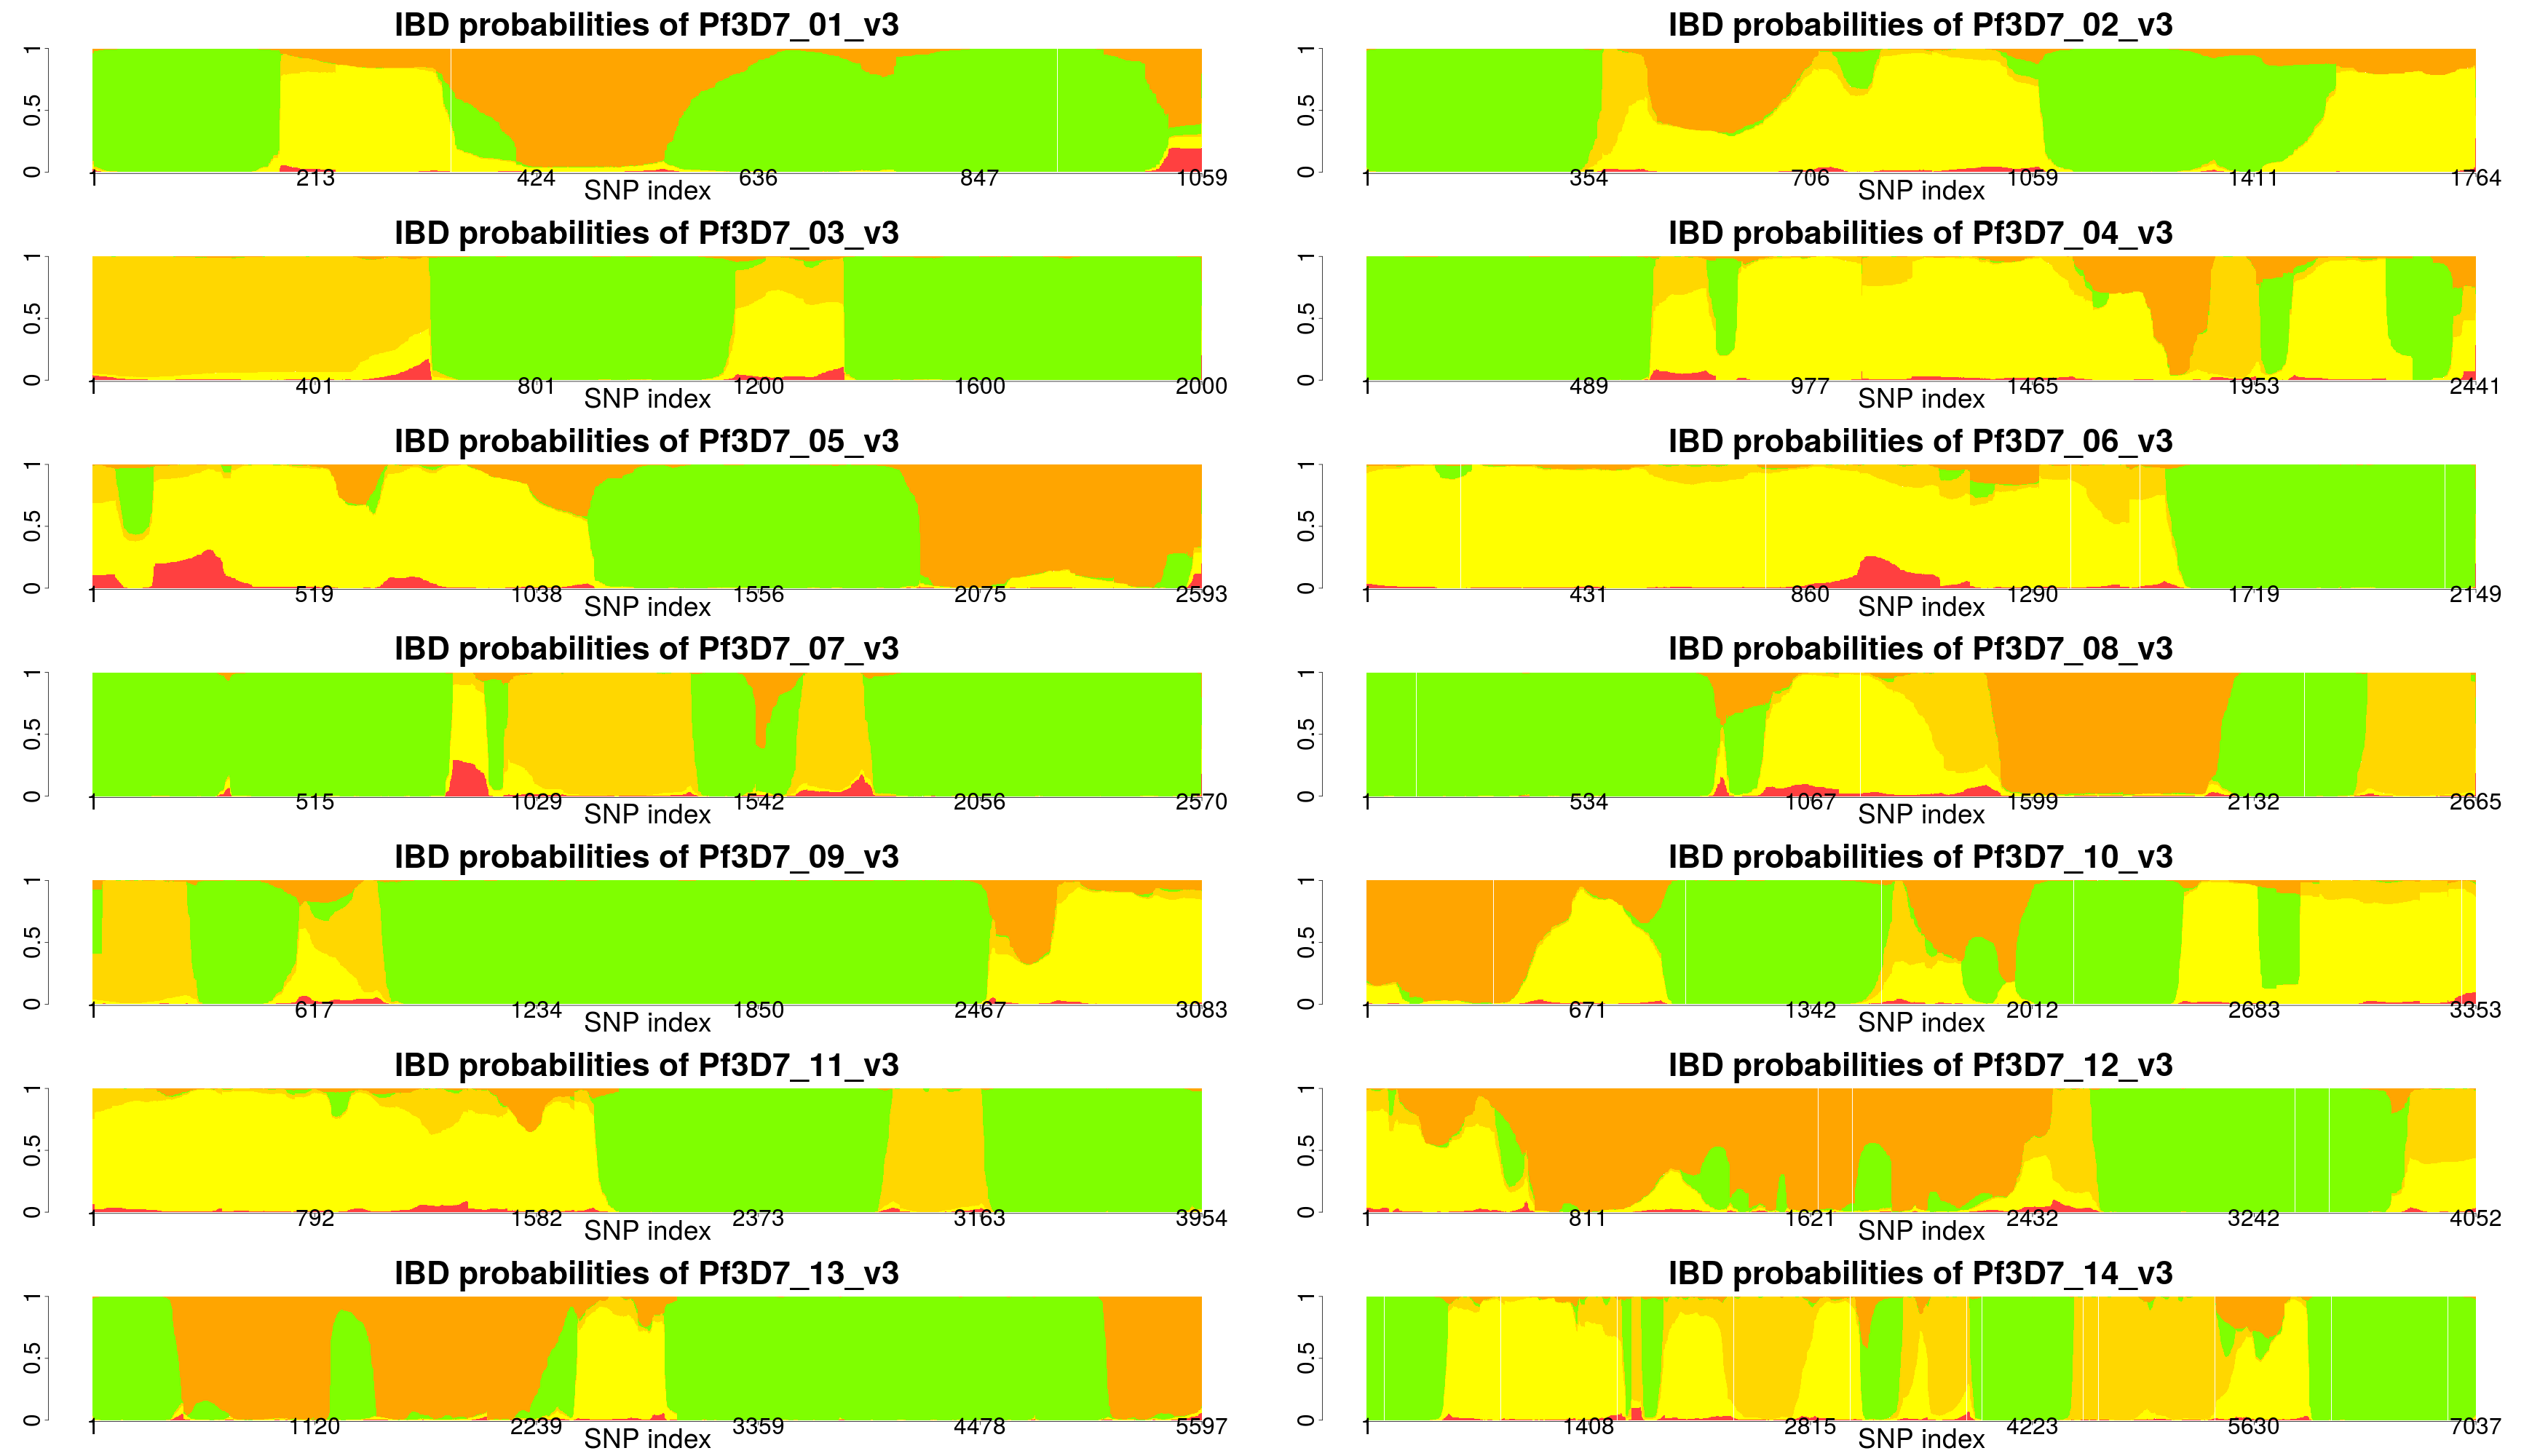 IBD probabilities of Pf3D7_01_v3
0 0.5 1
1 213 424 636 847 1059
SNP index
IBD probabilities of Pf3D7_02_v3
0 0.5 1
1 354 706 1059 1411 1764
SNP index
IBD probabilities of Pf3D7_03_v3
0 0.5 1
1 401 801 1200 1600 2000
SNP index
IBD probabilities of Pf3D7_04_v3
0 0.5 1
1 489 977 1465 1953 2441
SNP index
IBD probabilities of Pf3D7_05_v3
0 0.5 1
1 519 1038 1556 2075 2593
SNP index
IBD probabilities of Pf3D7_06_v3
0 0.5 1
1 431 860 1290 1719 2149
SNP index
IBD probabilities of Pf3D7_07_v3
0 0.5 1
1 515 1029 1542 2056 2570
SNP index
IBD probabilities of Pf3D7_08_v3
0 0.5 1
1 534 1067 1599 2132 2665
SNP index
IBD probabilities of Pf3D7_09_v3
0 0.5 1
1 617 1234 1850 2467 3083
SNP index
IBD probabilities of Pf3D7_10_v3
0 0.5 1
1 671 1342 2012 2683 3353
SNP index
IBD probabilities of Pf3D7_11_v3
0 0.5 1
1 792 1582 2373 3163 3954
SNP index
IBD probabilities of Pf3D7_12_v3
0 0.5 1
1 811 1621 2432 3242 4052
SNP index
IBD probabilities of Pf3D7_13_v3
0 0.5 1
1 1120 2239 3359 4478 5597
SNP index
IBD probabilities of Pf3D7_14_v3
0 0.5 1
1 1408 2815 4223 5630 7037
SNP index